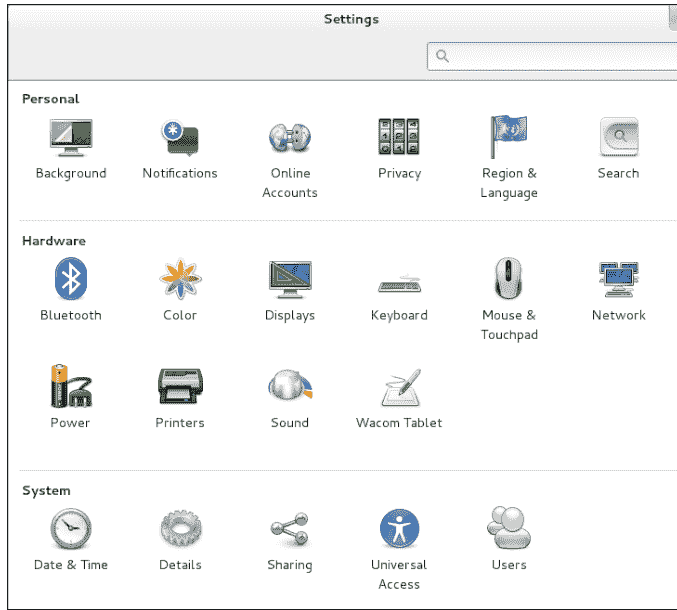 Settings
Personal
Background Notifications Online Accounts Privacy Region & Language Search
Hardware
Bluetooth Color Displays Keyboard Mouse & Touchpad Network
Power Printers Sound Wacom Tablet
System
Date & Time Details Sharing Universal Access Users